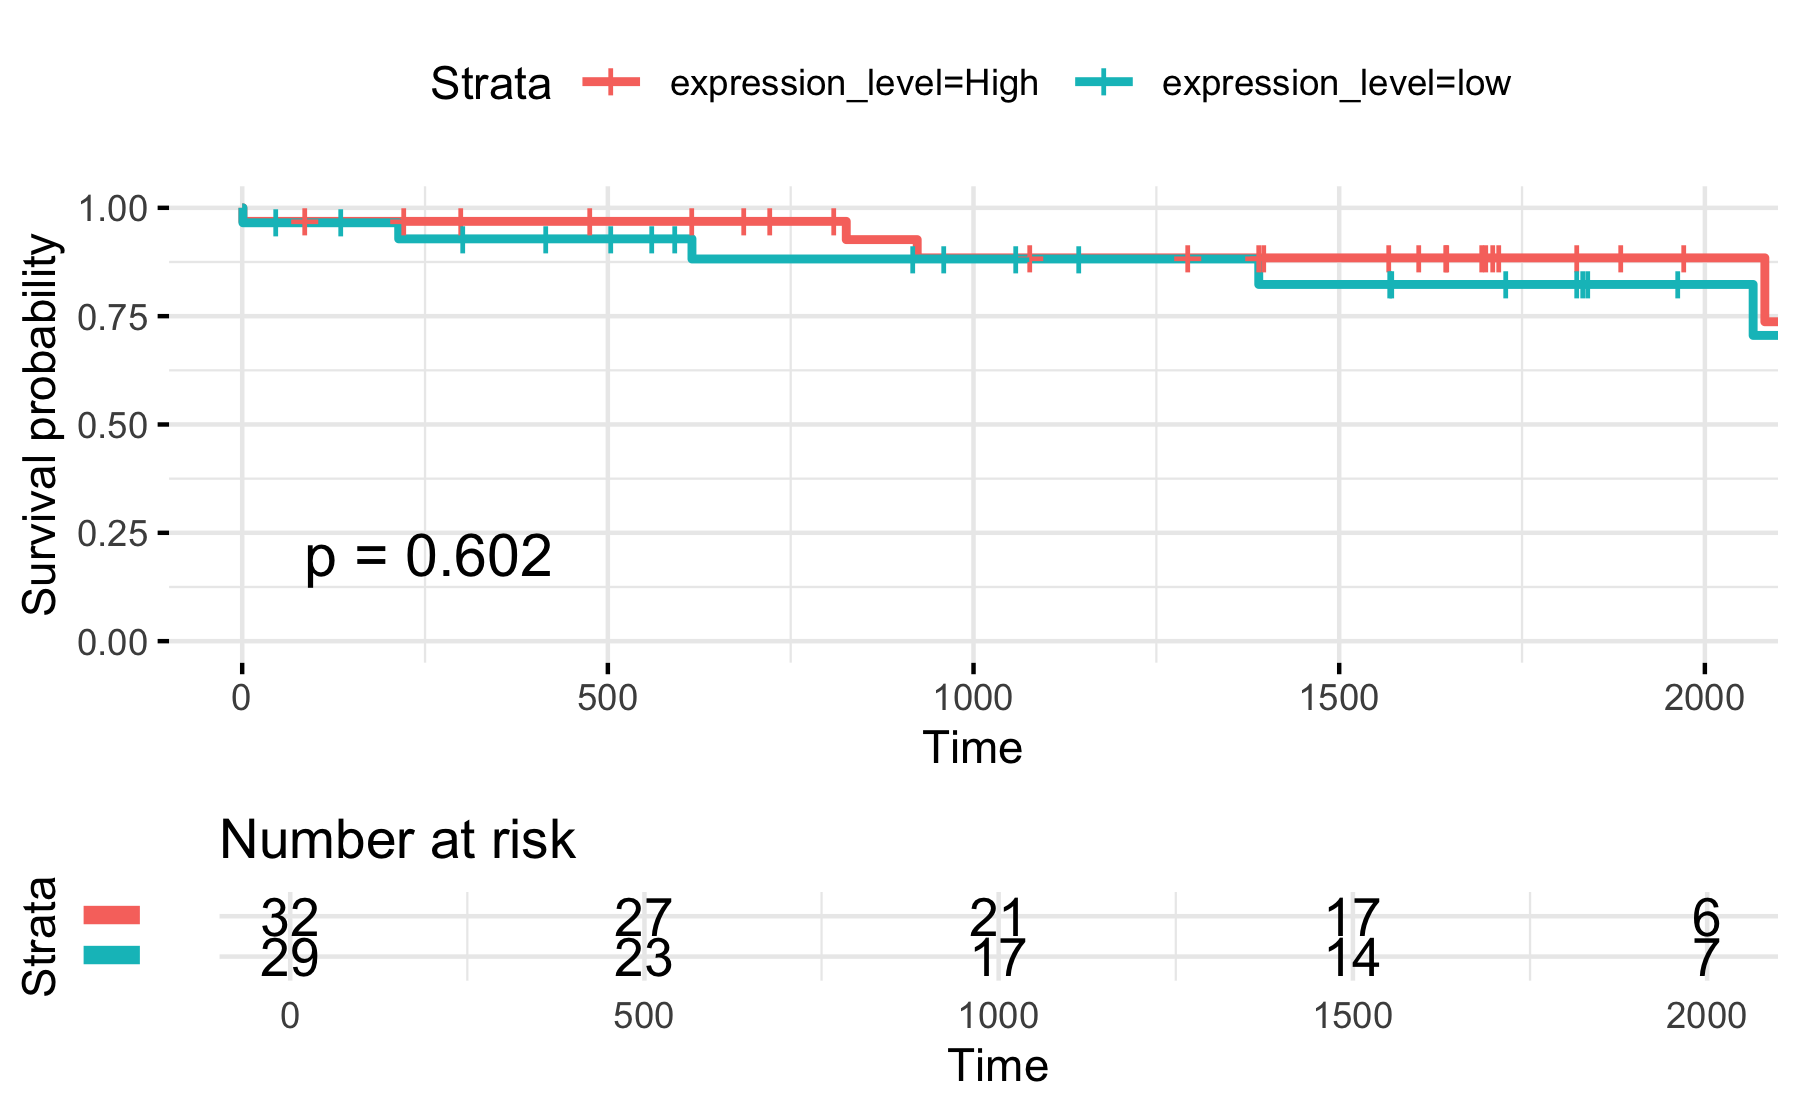 Strata expression_level=High expression_level=low
Survival probability
1.00
0.75
0.50
0.25
0.00
p = 0.602
0 500 1000 1500 2000
Time
Number at risk
Strata
32 27 21 17 6
29 23 17 14 7
0 500 1000 1500 2000
Time